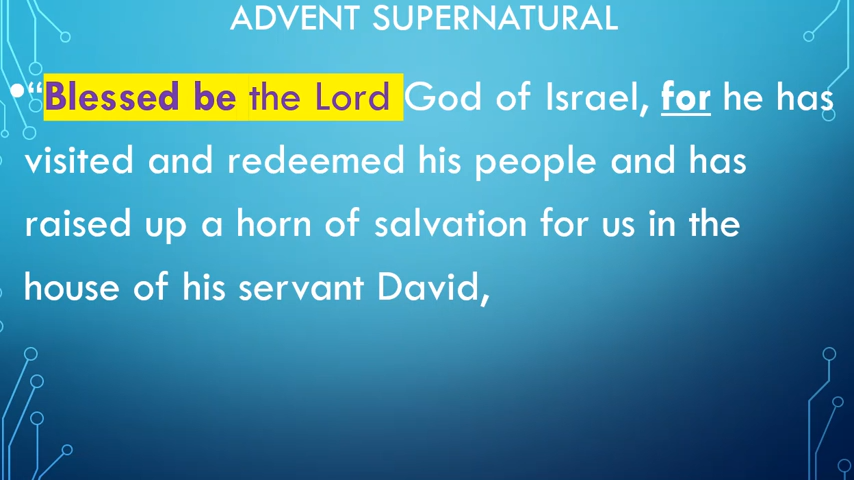 ADVENT SUPERNATURAL
•“Blessed be the Lord God of Israel, for he has
visited and redeemed his people and has
raised up a horn of salvation for us in the
house of his servant David,